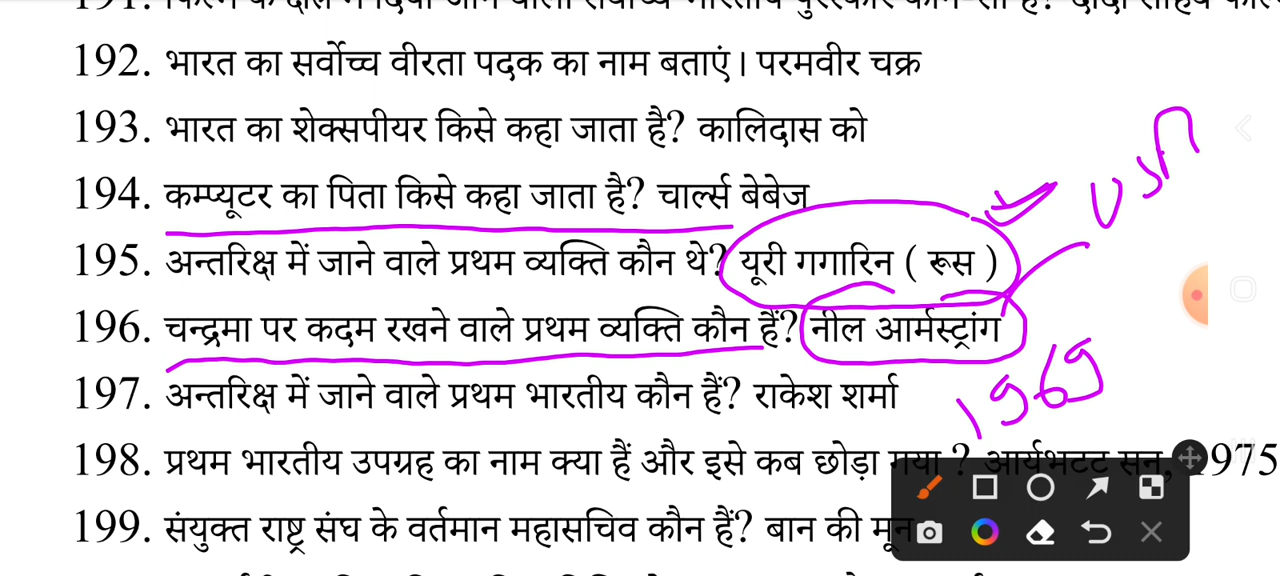 192. भारत का सर्वोच्च वीरता पदक का नाम बताएं। परमवीर चक्र
193. भारत का शेक्सपीयर किसे कहा जाता है? कालिदास को
194. कम्प्यूटर का पिता किसे कहा जाता है? चार्ल्स बेबेज
USA
195. अन्तरिक्ष में जाने वाले प्रथम व्यक्ति कौन थे? यूरी गगारिन ( रूस )
196. चन्द्रमा पर कदम रखने वाले प्रथम व्यक्ति कौन हैं? नील आर्मस्ट्रांग
1969
197. अन्तरिक्ष में जाने वाले प्रथम भारतीय कौन हैं? राकेश शर्मा
198. प्रथम भारतीय उपग्रह का नाम क्या हैं और इसे कब छोड़ा गया ? आर्यभटट सन, 1975
199. संयुक्त राष्ट्र संघ के वर्तमान महासचिव कौन हैं? बान की मून